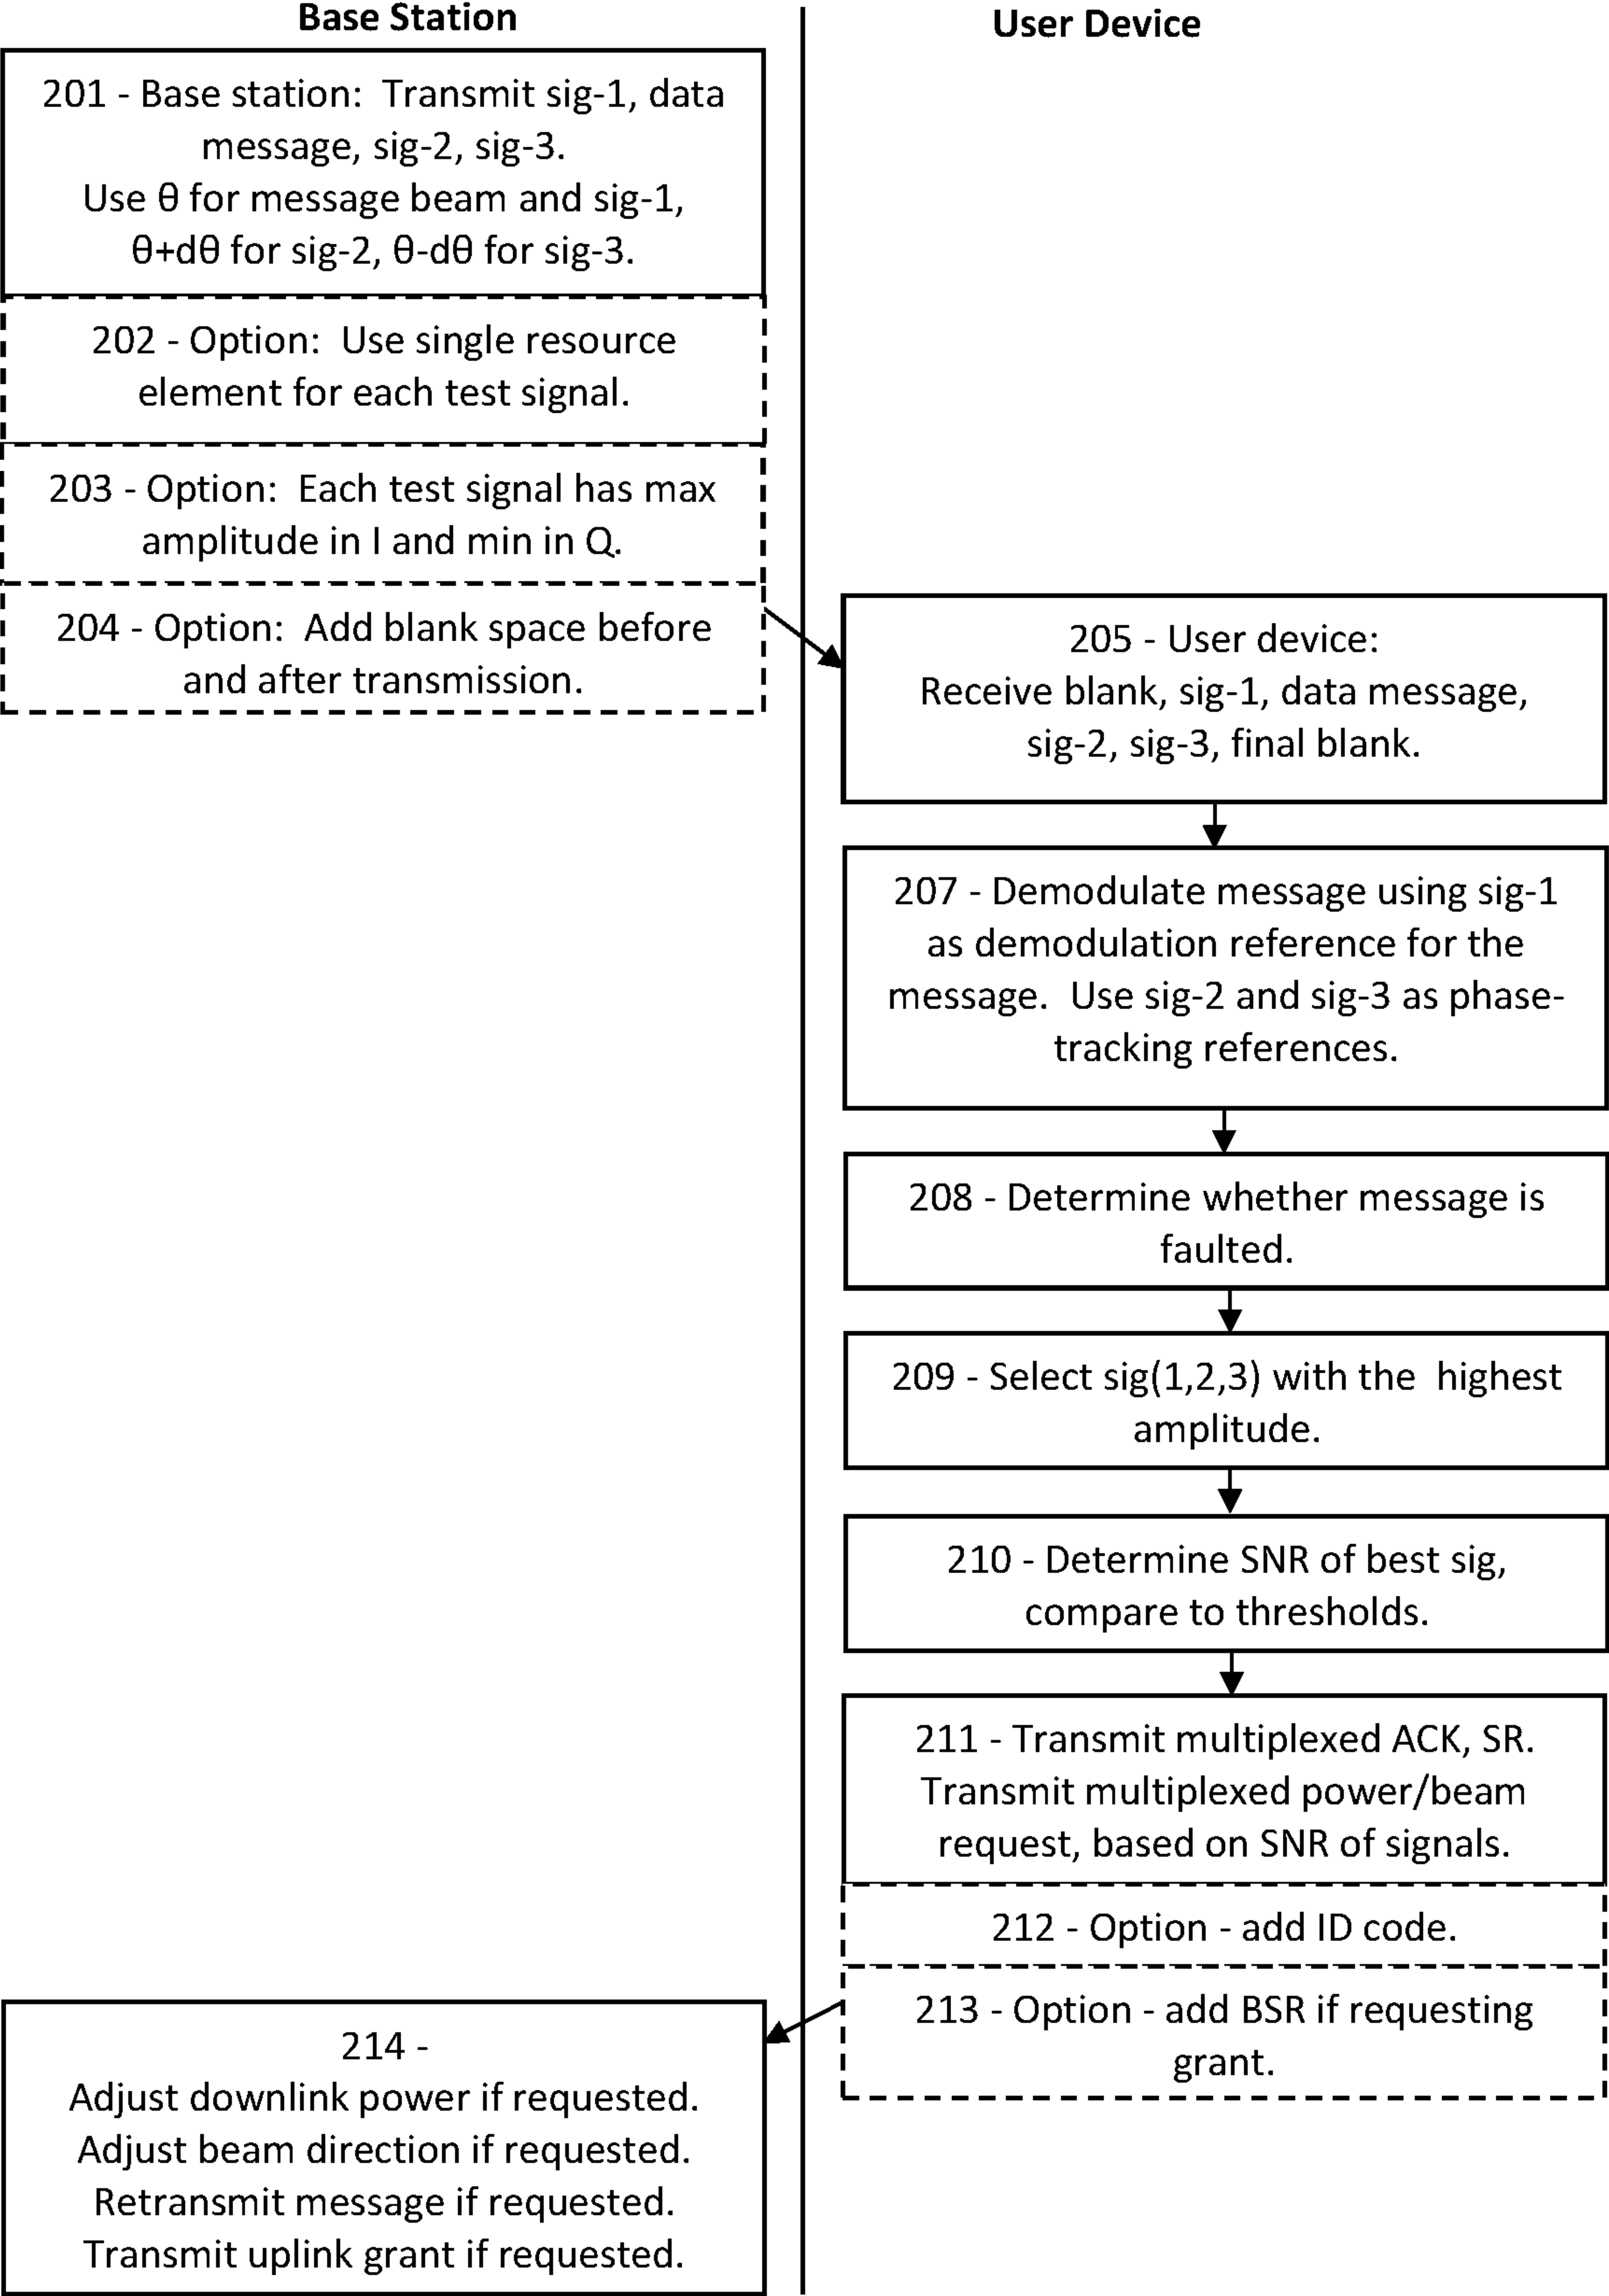 Base Station
User Device
201 - Base station:  Transmit sig-1, data
message, sig-2, sig-3.
Use θ for message beam and sig-1,
θ+dθ for sig-2, θ-dθ for sig-3.
202 - Option:  Use single resource
element for each test signal.
203 - Option:  Each test signal has max
amplitude in I and min in Q.
204 - Option:  Add blank space before
and after transmission.
205 - User device:
Receive blank, sig-1, data message,
sig-2, sig-3, final blank.
207 - Demodulate message using sig-1
as demodulation reference for the
message.  Use sig-2 and sig-3 as phase-
tracking references.
208 - Determine whether message is
faulted.
209 - Select sig(1,2,3) with the  highest
amplitude.
210 - Determine SNR of best sig,
compare to thresholds.
211 - Transmit multiplexed ACK, SR.
Transmit multiplexed power/beam
request, based on SNR of signals.
212 - Option - add ID code.
213 - Option - add BSR if requesting
grant.
214 -
Adjust downlink power if requested.
Adjust beam direction if requested.
Retransmit message if requested.
Transmit uplink grant if requested.